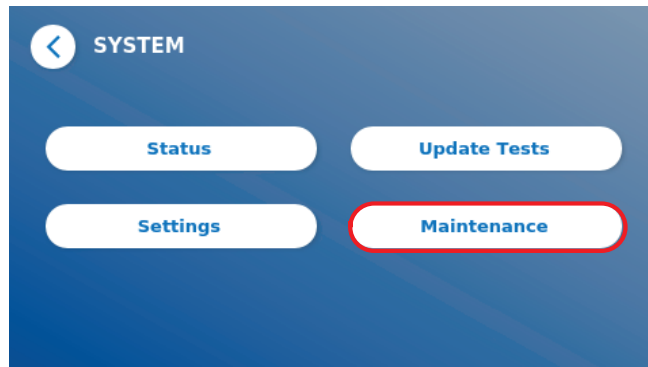 SYSTEM
Status
Update Tests
Settings
Maintenance